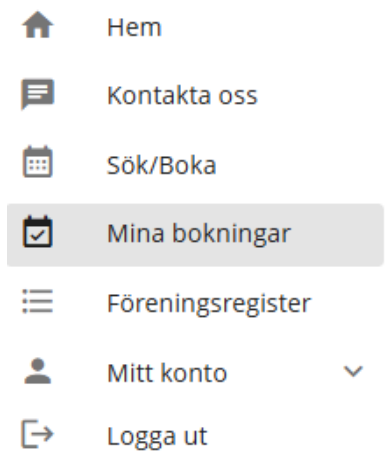 Hem
Kontakta oss
Sök/Boka
Mina bokningar
Föreningsregister
Mitt konto
Logga ut